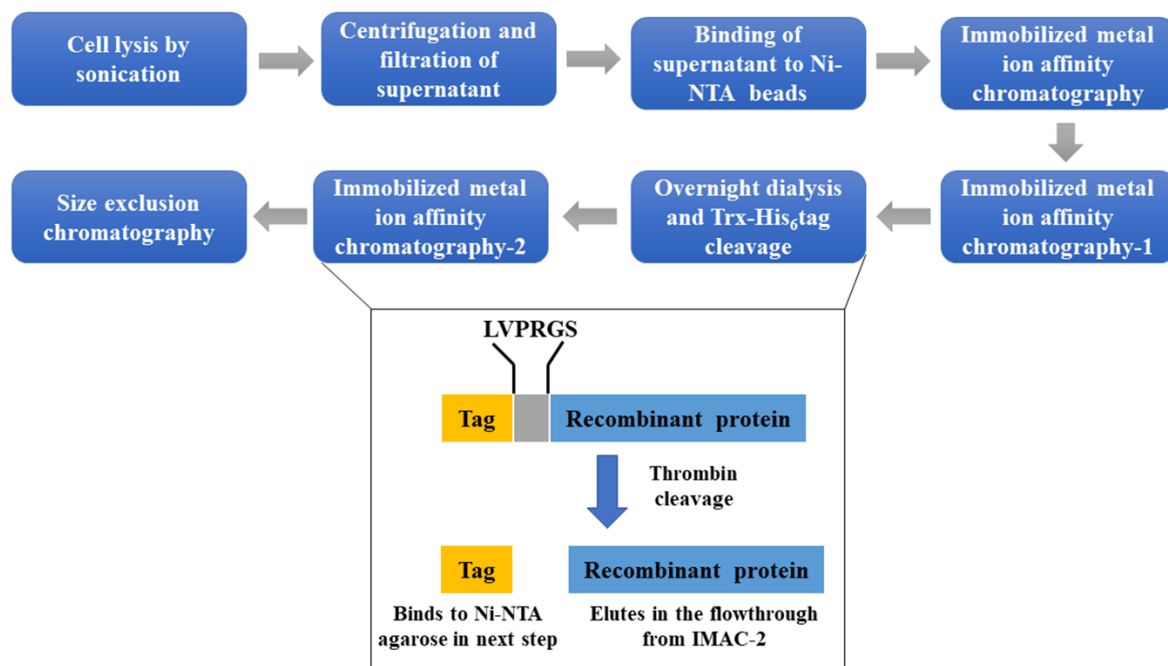 Cell lysis by
sonication
Centrifugation and
filtration of
supernatant
Binding of
supernatant to Ni-
NTA beads
Immobilized metal
ion affinity
chromatography
Immobilized metal
ion affinity
chromatography-1
Overnight dialysis
and Trx-His₆tag
cleavage
Immobilized metal
ion affinity
chromatography-2
Size exclusion
chromatography
LVPRGS
Tag
Recombinant protein
Thrombin
cleavage
Tag
Recombinant protein
Binds to Ni-NTA
agarose in next step
Elutes in the flowthrough
from IMAC-2